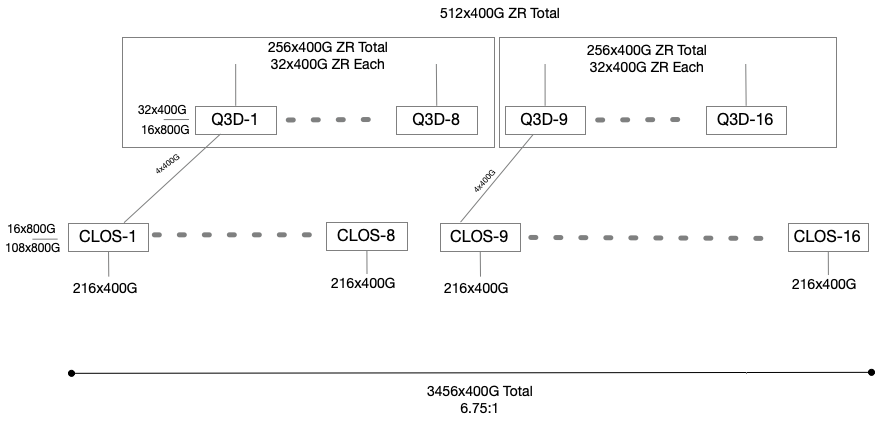 512x400G ZR Total
256x400G ZR Total
32x400G ZR Each
256x400G ZR Total
32x400G ZR Each
32x400G
16x800G
Q3D-1
Q3D-8
Q3D-9
Q3D-16
4x400G
4x400G
16x800G
108x800G
CLOS-1
CLOS-8
CLOS-9
CLOS-16
216x400G
216x400G
216x400G
216x400G
3456x400G Total
6.75:1